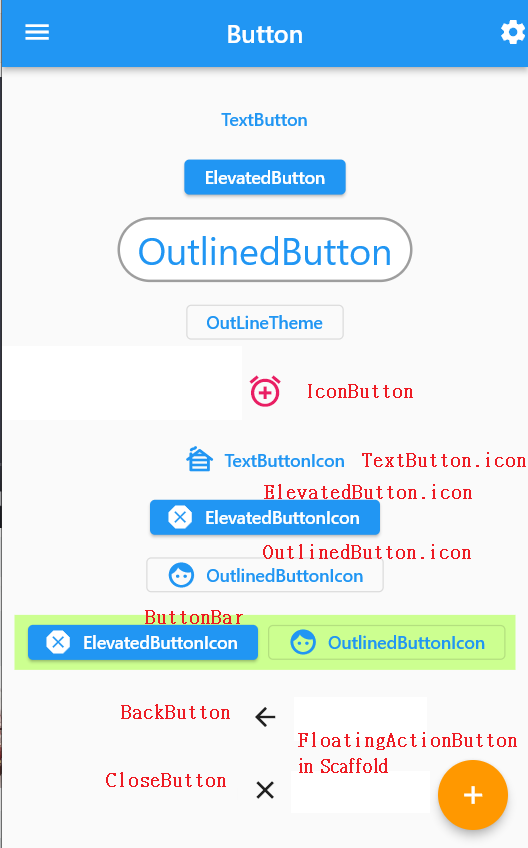 Button
TextButton
ElevatedButton
OutlinedButton
OutLineTheme
IconButton
TextButtonIcon TextButton.icon
ElevatedButton.icon
ElevatedButtonIcon
OutlinedButton.icon
OutlinedButtonIcon
ButtonBar
ElevatedButtonIcon OutlinedButtonIcon
BackButton
FloatingActionButton
in Scaffold
CloseButton